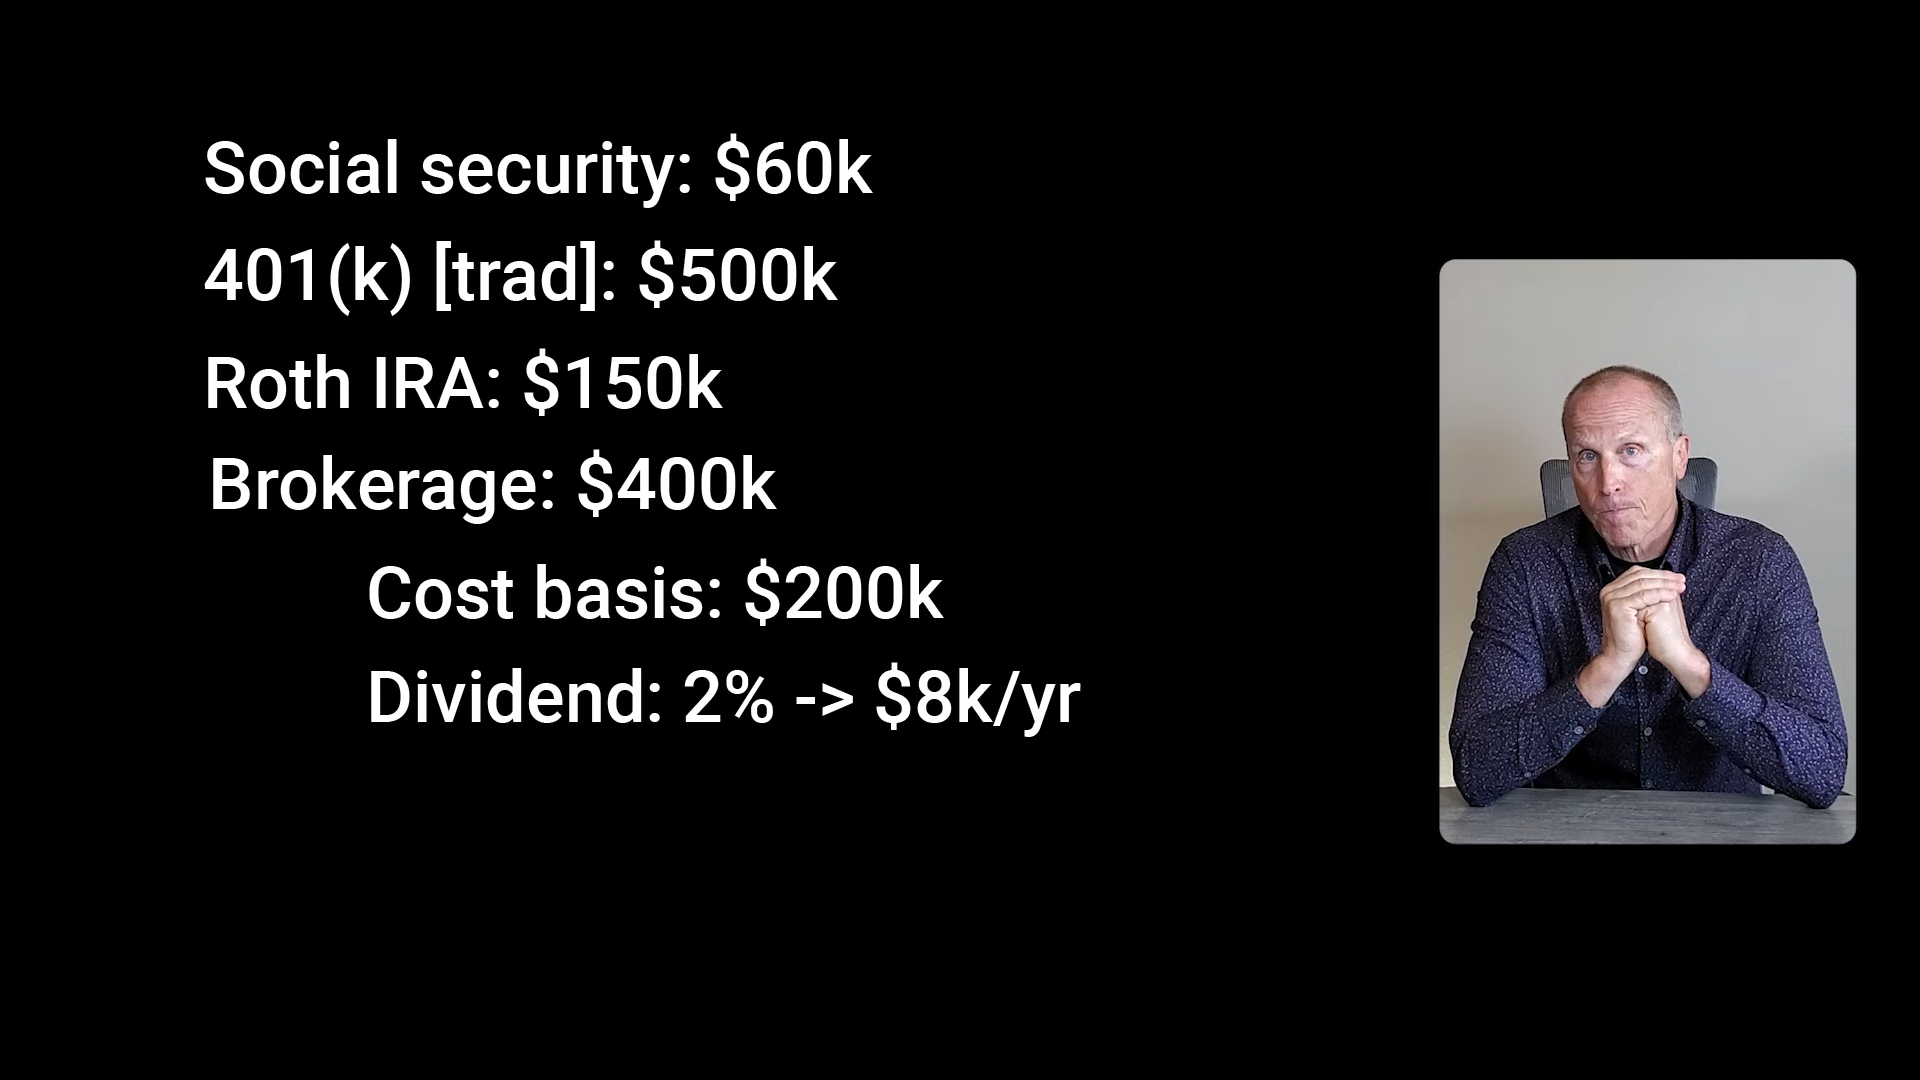 Social security: $60k
401(k) [trad]: $500k
Roth IRA: $150k
Brokerage: $400k
Cost basis: $200k
Dividend: 2% -> $8k/yr